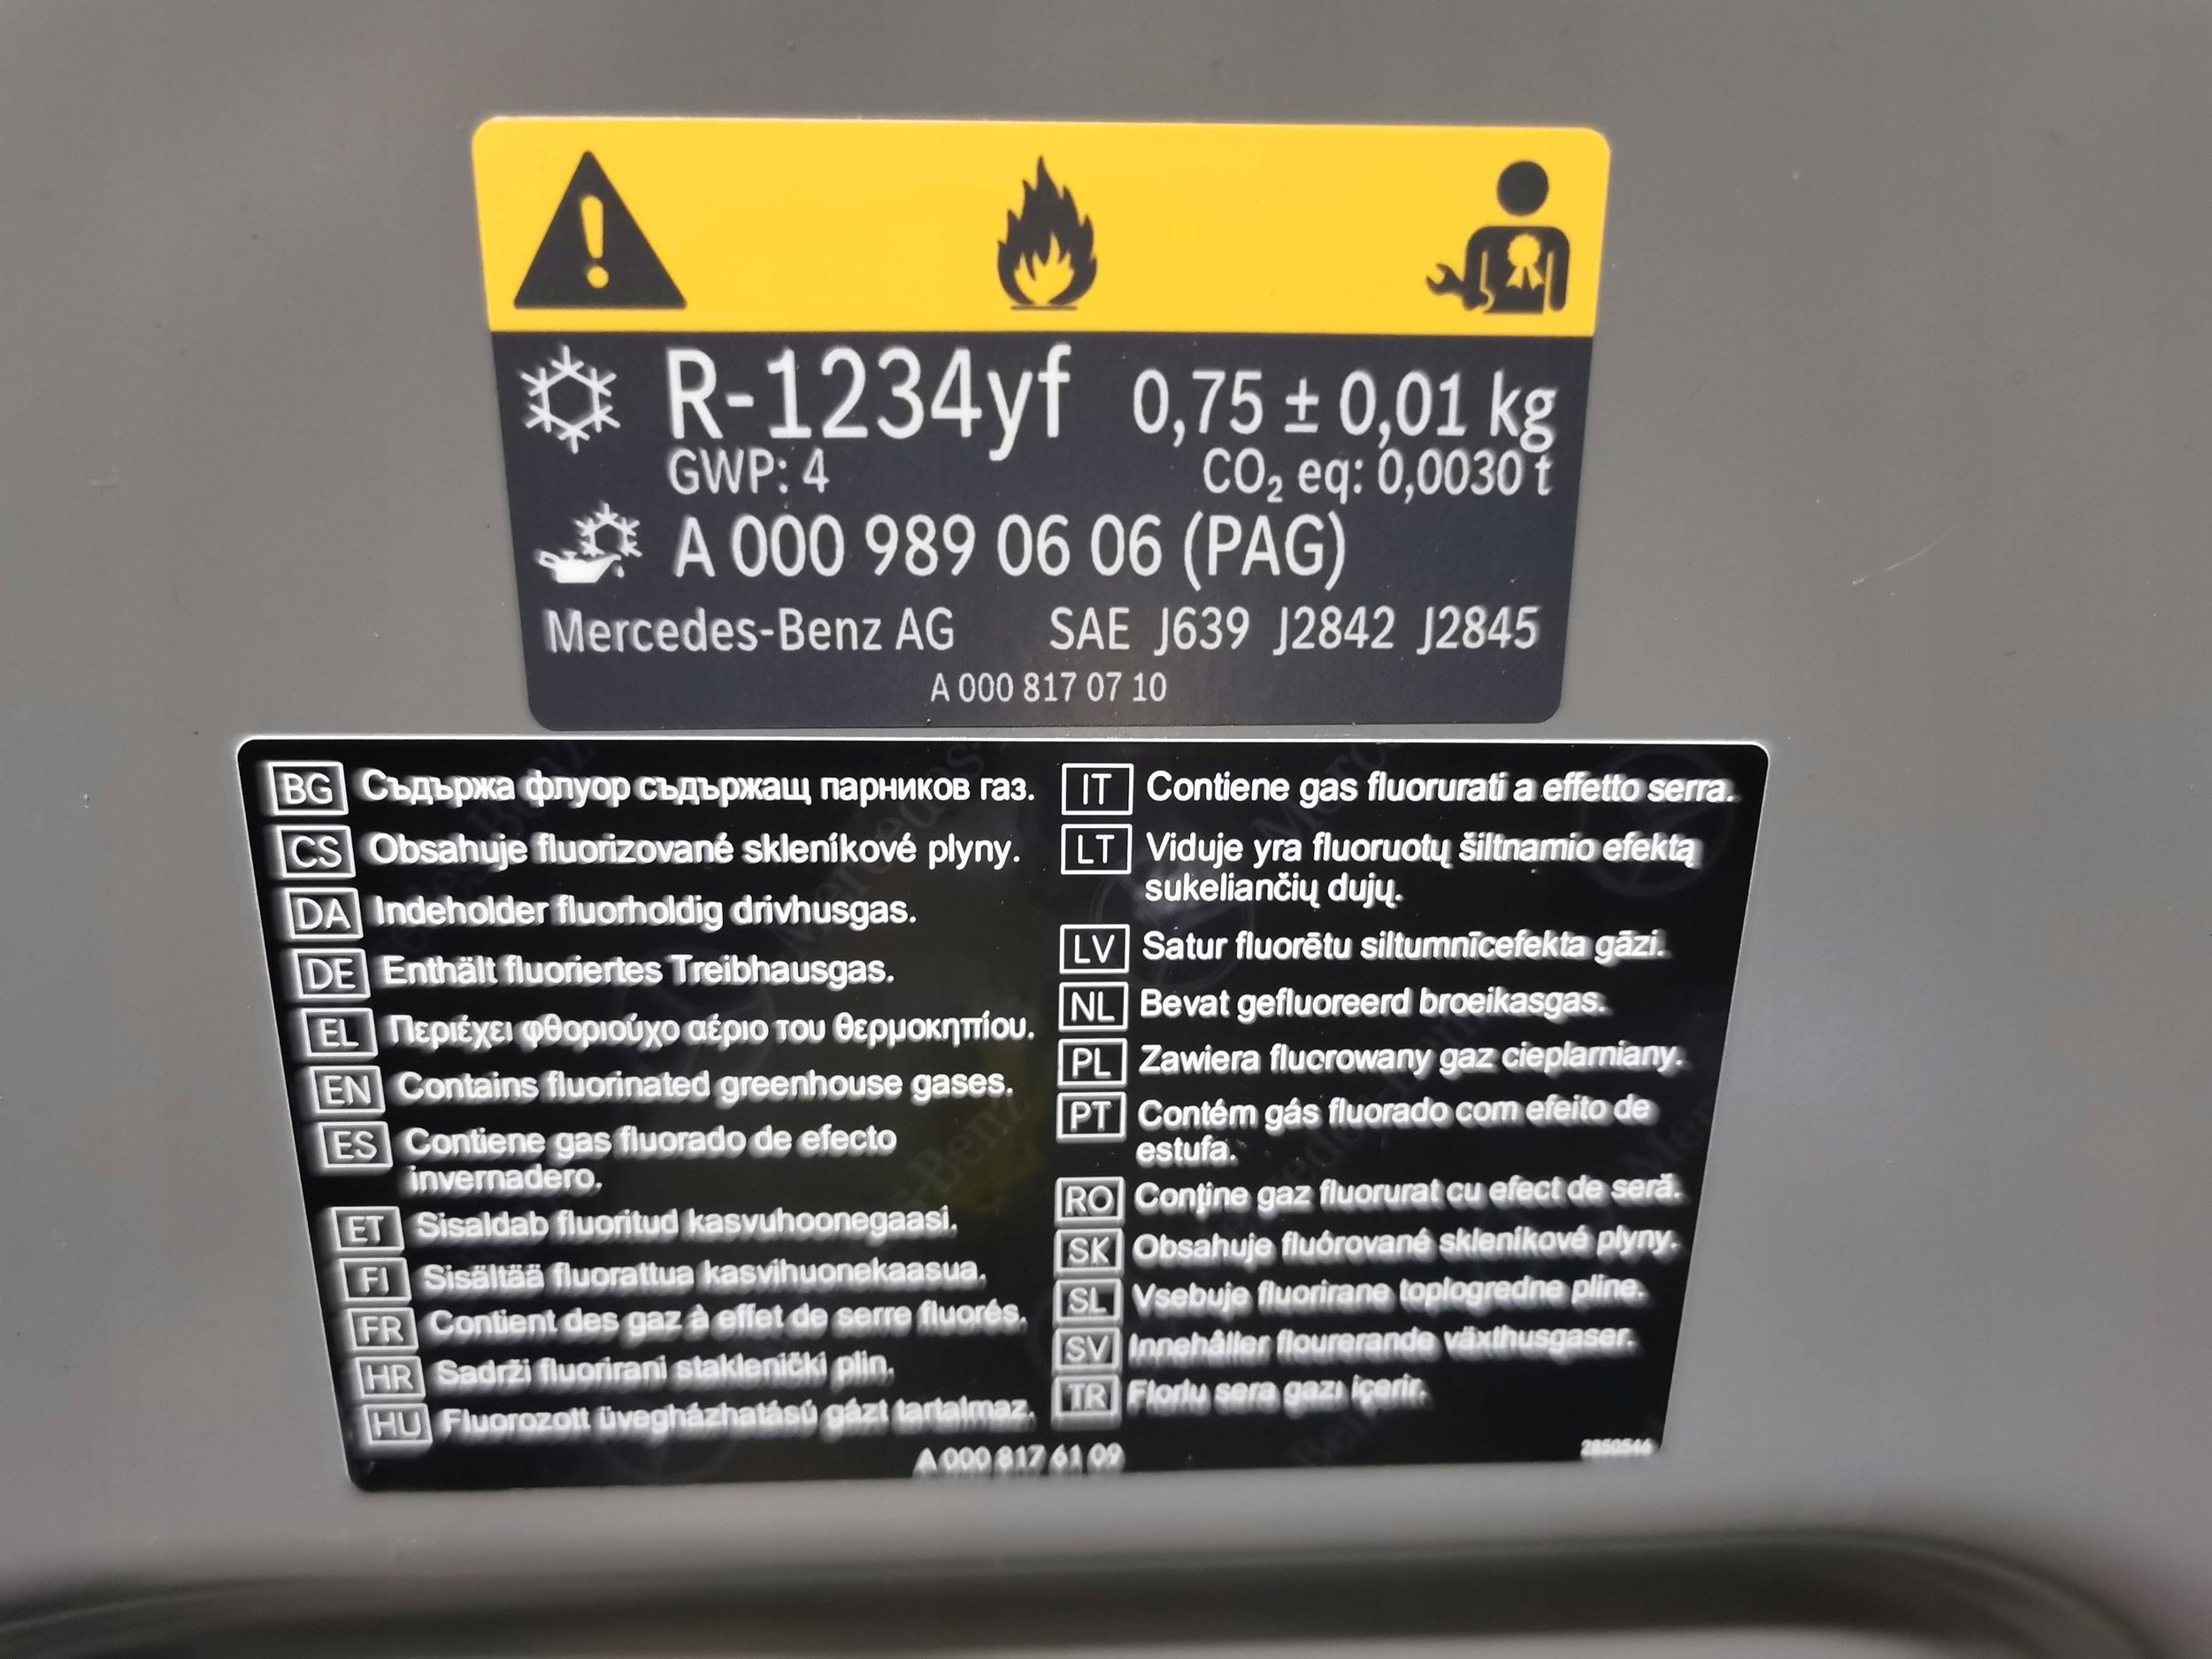 R-1234yf 0,75 ± 0,01 kg
GWP: 4 CO₂ eq: 0,0030 t
A 000 989 06 06 (PAG)
Mercedes-Benz AG SAE J639 J2842 J2845
A 000 817 07 10
BG Съдържа флуор съдържащ парников газ.
CS Obsahuje fluorizované skleníkové plyny.
DA Indeholder fluorholdig drivhusgas.
DE Enthält fluoriertes Treibhausgas.
EL Περιέχει φθοριούχο αέριο του θερμοκηπίου.
EN Contains fluorinated greenhouse gases.
ES Contiene gas fluorado de efecto
invernadero.
ET Sisaldab fluoritud kasvuhoonegaasi.
FI Sisältää fluorattua kasvihuonekaasua.
FR Contient des gaz à effet de serre fluorés.
HR Sadrži fluorirani staklenički plin.
HU Fluorozott üvegházhatású gázt tartalmaz.
IT Contiene gas fluorurati a effetto serra.
LT Viduje yra fluoruotų šiltnamio efektą
sukeliančių dujų.
LV Satur fluorētu siltumnīcefekta gāzi.
NL Bevat gefluoreerd broeikasgas.
PL Zawiera flucrowany gaz cieplarniany.
PT Contém gás fluorado com efeito de
estufa.
RO Conţine gaz fluorurat cu efect de seră.
SK Obsahuje fluórované skleníkové plyny.
SL Vsebuje fluorirane toplogredne pline.
SV Innehåller flourerande växthusgaser.
TR Florlu sera gazı içerir.
A 000 817 61 09
2850546